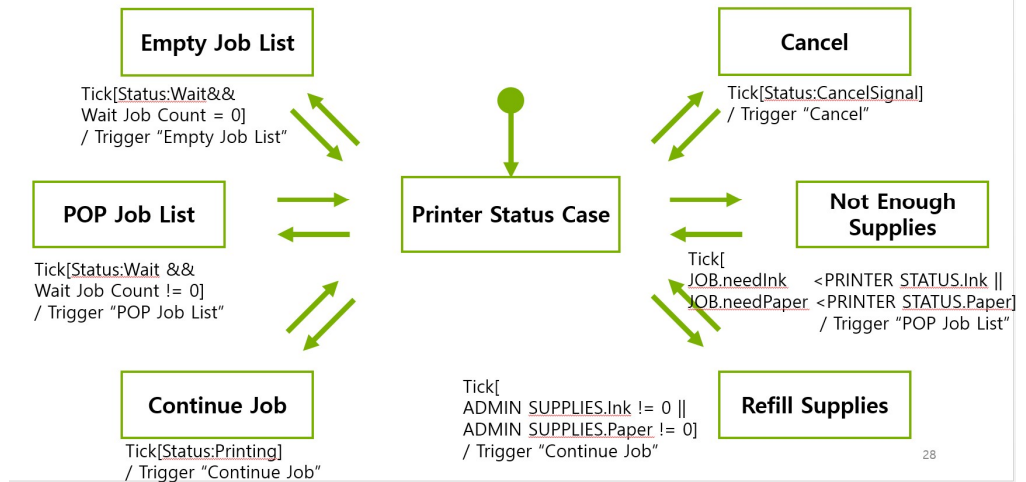 Empty Job List
Tick[Status:Wait&&
Wait Job Count = 0]
/ Trigger “Empty Job List”
Cancel
Tick[Status:CancelSignal]
/ Trigger “Cancel”
POP Job List
Tick[Status:Wait &&
Wait Job Count != 0]
/ Trigger “POP Job List”
Printer Status Case
Not Enough
Supplies
Tick[
JOB.needInk <PRINTER STATUS.Ink ||
JOB.needPaper <PRINTER STATUS.Paper]
/ Trigger “POP Job List”
Continue Job
Tick[Status:Printing]
/ Trigger “Continue Job”
Tick[
ADMIN SUPPLIES.Ink != 0 ||
ADMIN SUPPLIES.Paper != 0]
/ Trigger “Continue Job”
Refill Supplies
28